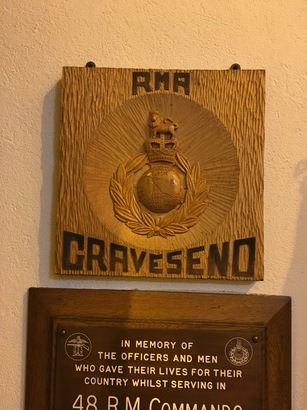 RMA
GRAVESEND
IN MEMORY OF
THE OFFICERS AND MEN
WHO GAVE THEIR LIVES FOR THEIR
COUNTRY WHILST SERVING IN
48 R.M COMMANDO